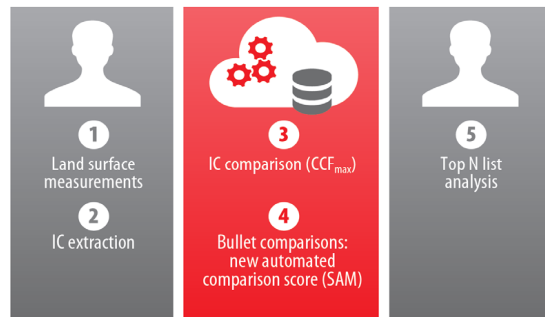 1
Land surface
measurements
2
IC extraction
3
IC comparison (CCFmax)
4
Bullet comparisons:
new automated
comparison score (SAM)
5
Top N list
analysis